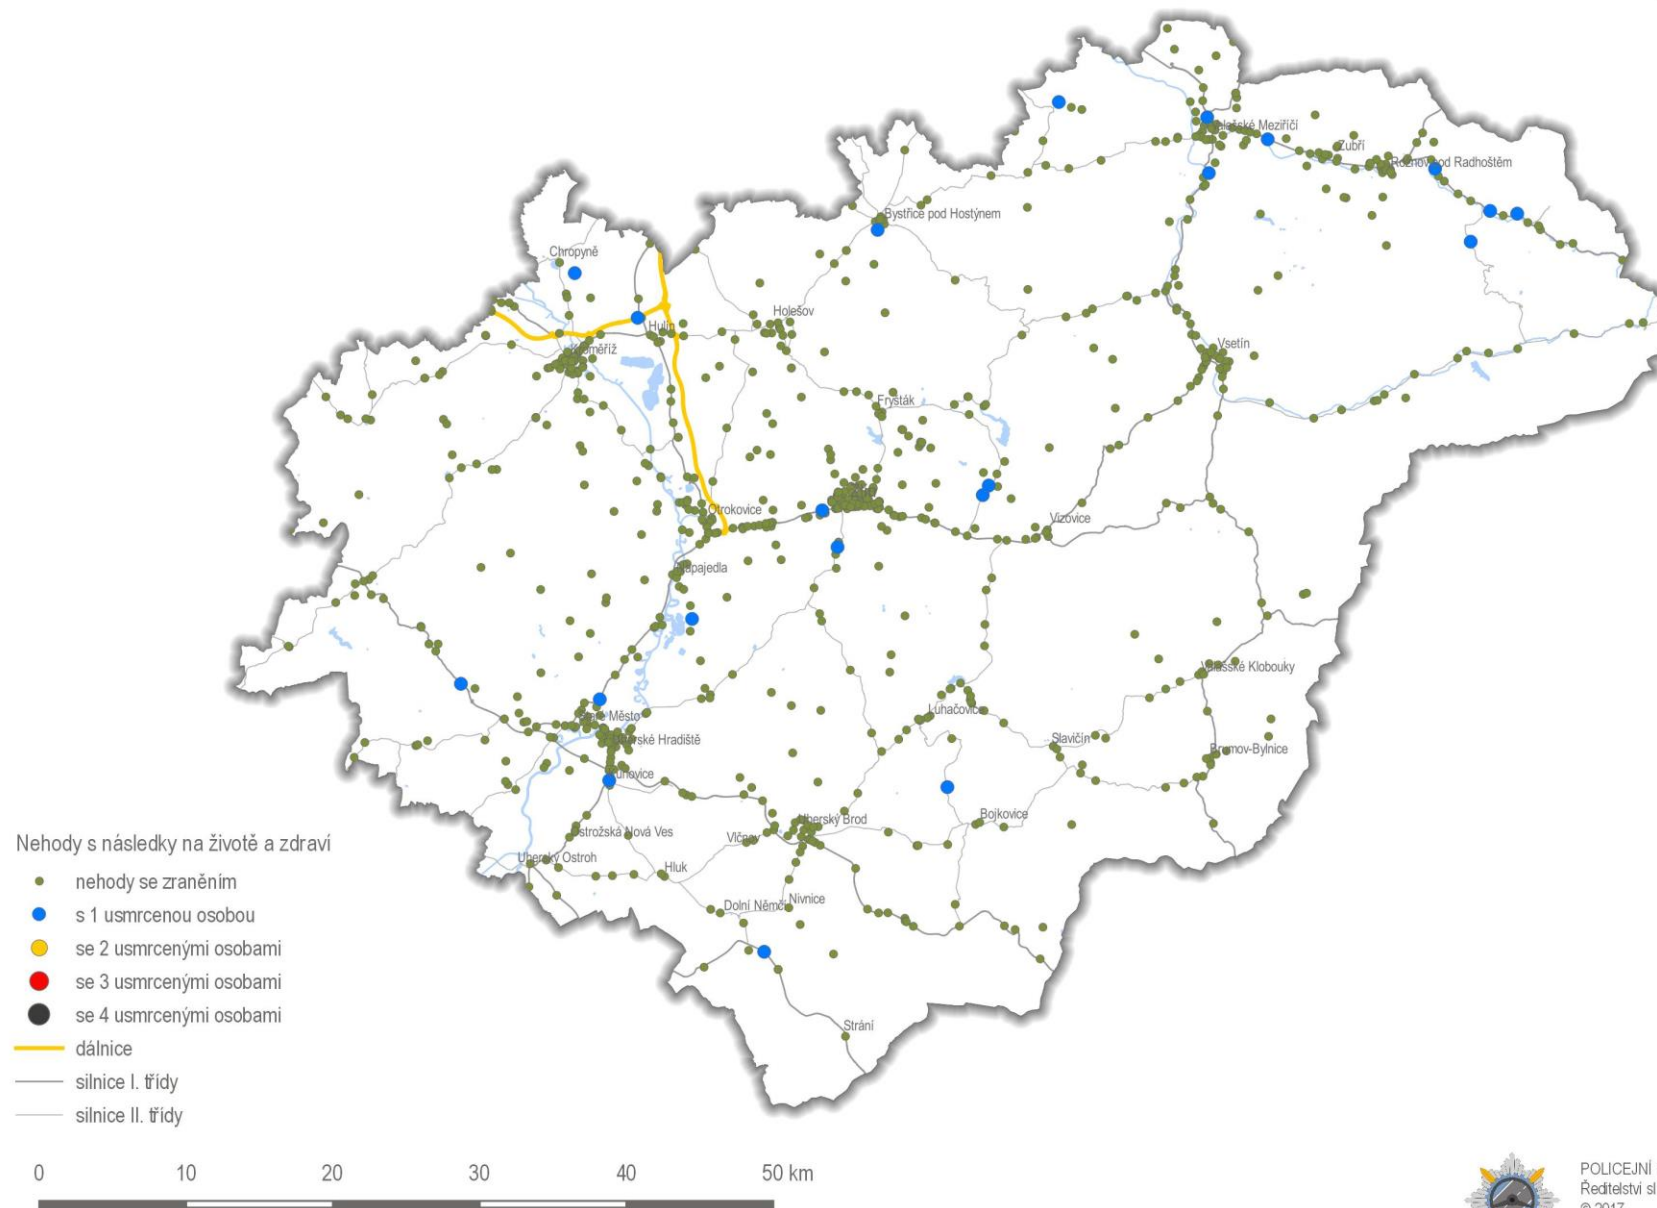 Valašské Meziříčí
Zubří
Rožnov pod Radhoštěm
Bystřice pod Hostýnem
Chropyně
Holešov
Hulín
Kroměříž
Vsetín
Fryšták
Zlín
Otrokovice
Vizovice
Napajedla
Valašské Klobouky
Luhačovice
Staré Město
Uherské Hradiště
Slavičín
Brumov-Bylnice
Kunovice
Bojkovice
Uherský Brod
Ostrožská Nová Ves
Vlčnov
Uherský Ostroh
Hluk
Dolní Němčí
Nivnice
Strání
Nehody s následky na životě a zdraví
nehody se zraněním
s 1 usmrcenou osobou
se 2 usmrcenými osobami
se 3 usmrcenými osobami
se 4 usmrcenými osobami
dálnice
silnice I. třídy
silnice II. třídy
0 10 20 30 40 50 km
POLICEJNÍ
Ředitelství sl
© 2017